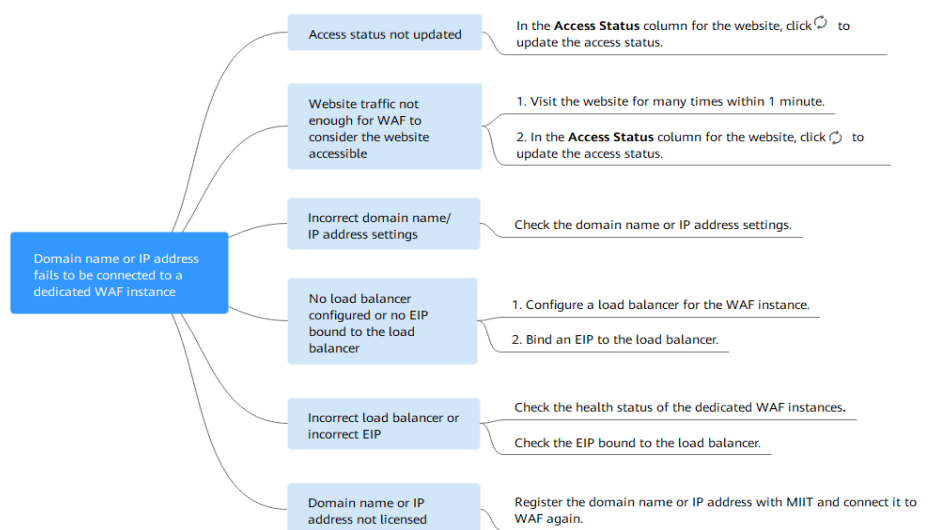 Access status not updated
In the Access Status column for the website, click to
update the access status.
Website traffic not
enough for WAF to
consider the website
accessible
1. Visit the website for many times within 1 minute.
2. In the Access Status column for the website, click to
update the access status.
Incorrect domain name/
IP address settings
Check the domain name or IP address settings.
Domain name or IP address
fails to be connected to a
dedicated WAF instance
No load balancer
configured or no EIP
bound to the load
balancer
1. Configure a load balancer for the WAF instance.
2. Bind an EIP to the load balancer.
Incorrect load balancer or
incorrect EIP
Check the health status of the dedicated WAF instances.
Check the EIP bound to the load balancer.
Domain name or IP
address not licensed
Register the domain name or IP address with MIIT and connect it to
WAF again.